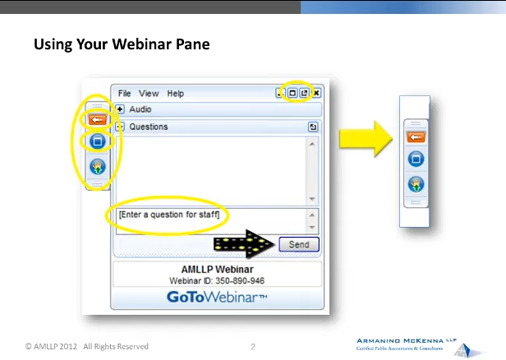 Using Your Webinar Pane
File View Help
Audio
Questions
[Enter a question for staff]
Send
AMLLP Webinar
Webinar ID: 350-890-946
GoToWebinar™
© AMLLP 2012 - All Rights Reserved
2
ARMANINO MCKENNA LLP
Certified Public Accountants & Consultants